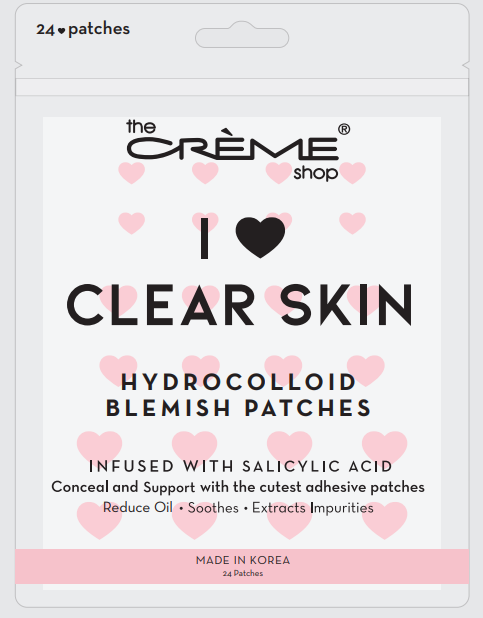 24♥patches
the
CRÈME®
shop
I ♥
CLEAR SKIN
HYDROCOLLOID
BLEMISH PATCHES
INFUSED WITH SALICYLIC ACID
Conceal and Support with the cutest adhesive patches
Reduce Oil • Soothes • Extracts Impurities
MADE IN KOREA
24 Patches